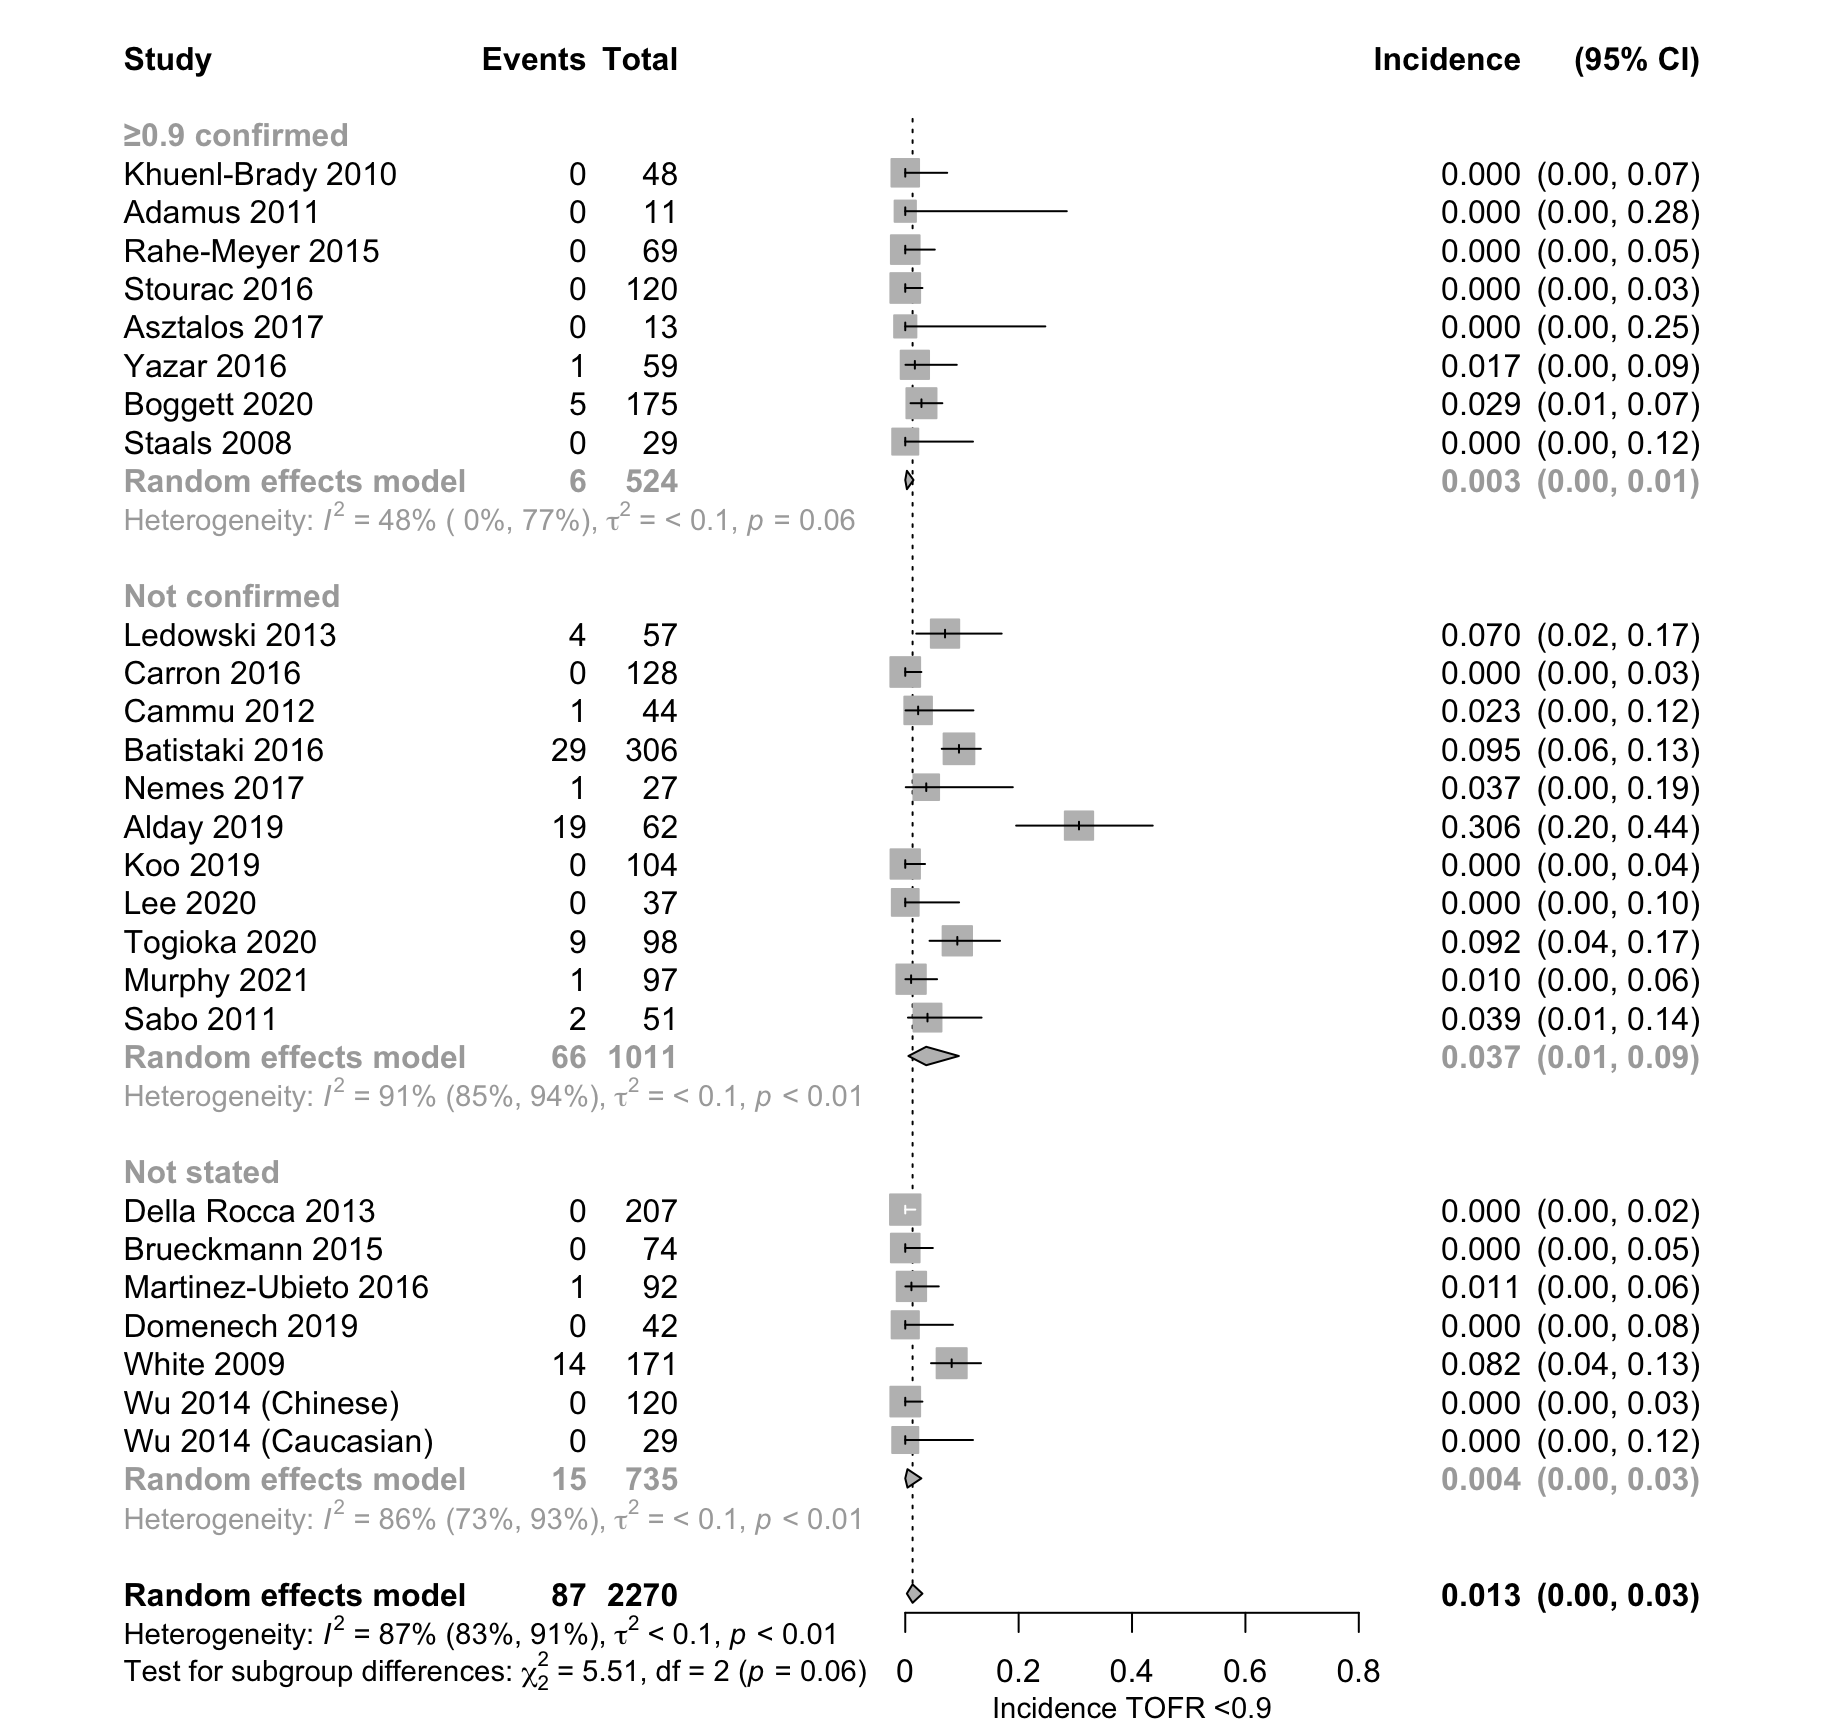 Study Events Total Incidence (95% CI)
≥0.9 confirmed
Khuenl-Brady 2010 0 48 0.000 (0.00, 0.07)
Adamus 2011 0 11 0.000 (0.00, 0.28)
Rahe-Meyer 2015 0 69 0.000 (0.00, 0.05)
Stourac 2016 0 120 0.000 (0.00, 0.03)
Asztalos 2017 0 13 0.000 (0.00, 0.25)
Yazar 2016 1 59 0.017 (0.00, 0.09)
Boggett 2020 5 175 0.029 (0.01, 0.07)
Staals 2008 0 29 0.000 (0.00, 0.12)
Random effects model 6 524 0.003 (0.00, 0.01)
Heterogeneity: I² = 48% ( 0%, 77%), τ² = < 0.1, p = 0.06
Not confirmed
Ledowski 2013 4 57 0.070 (0.02, 0.17)
Carron 2016 0 128 0.000 (0.00, 0.03)
Cammu 2012 1 44 0.023 (0.00, 0.12)
Batistaki 2016 29 306 0.095 (0.06, 0.13)
Nemes 2017 1 27 0.037 (0.00, 0.19)
Alday 2019 19 62 0.306 (0.20, 0.44)
Koo 2019 0 104 0.000 (0.00, 0.04)
Lee 2020 0 37 0.000 (0.00, 0.10)
Togioka 2020 9 98 0.092 (0.04, 0.17)
Murphy 2021 1 97 0.010 (0.00, 0.06)
Sabo 2011 2 51 0.039 (0.01, 0.14)
Random effects model 66 1011 0.037 (0.01, 0.09)
Heterogeneity: I² = 91% (85%, 94%), τ² = < 0.1, p < 0.01
Not stated
Della Rocca 2013 0 207 0.000 (0.00, 0.02)
Brueckmann 2015 0 74 0.000 (0.00, 0.05)
Martinez-Ubieto 2016 1 92 0.011 (0.00, 0.06)
Domenech 2019 0 42 0.000 (0.00, 0.08)
White 2009 14 171 0.082 (0.04, 0.13)
Wu 2014 (Chinese) 0 120 0.000 (0.00, 0.03)
Wu 2014 (Caucasian) 0 29 0.000 (0.00, 0.12)
Random effects model 15 735 0.004 (0.00, 0.03)
Heterogeneity: I² = 86% (73%, 93%), τ² = < 0.1, p < 0.01
Random effects model 87 2270 0.013 (0.00, 0.03)
Heterogeneity: I² = 87% (83%, 91%), τ² < 0.1, p < 0.01
Test for subgroup differences: χ²₂ = 5.51, df = 2 (p = 0.06)
0 0.2 0.4 0.6 0.8
Incidence TOFR <0.9